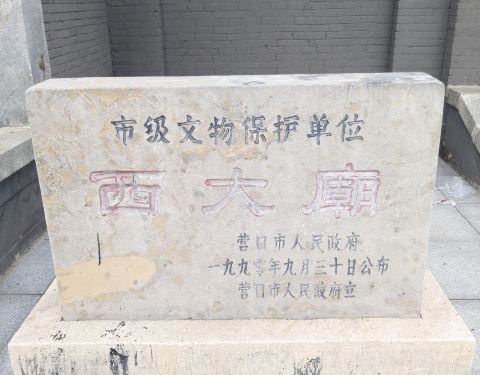 市级文物保护单位
西大廟
营口市人民政府
一九九零年九月三十日公布
营口市人民政府立